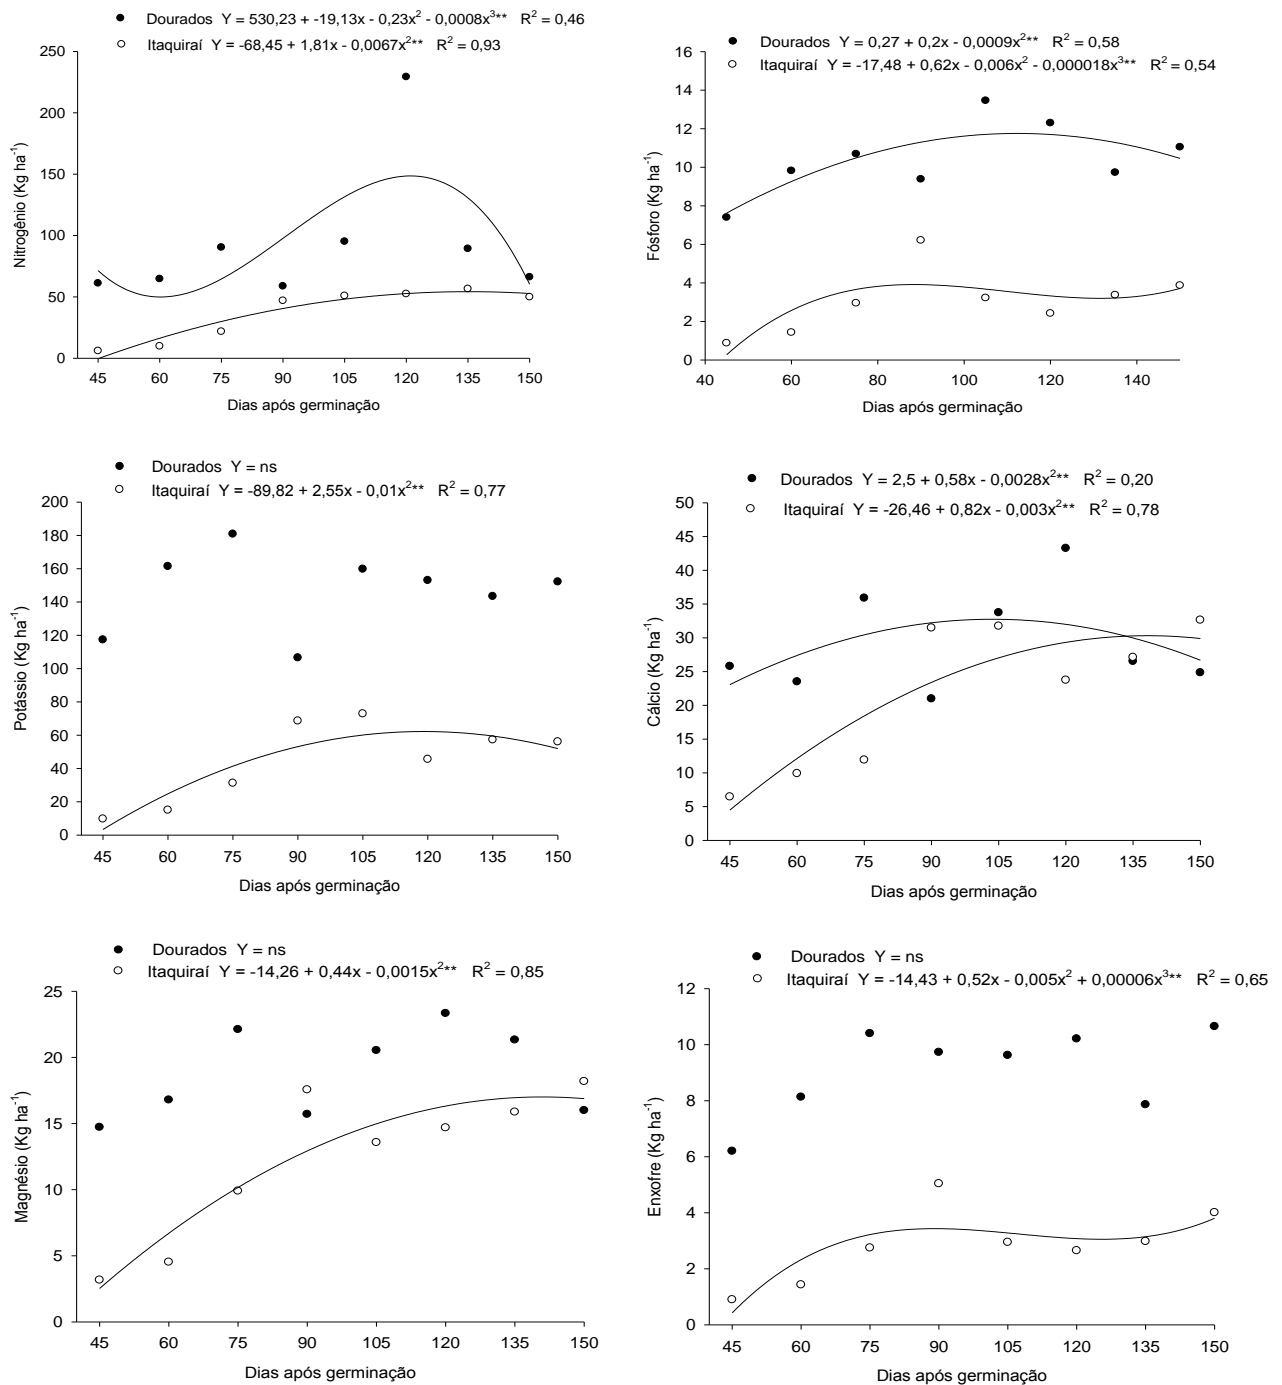 Dourados Y = 530,23 + -19,13x - 0,23x² - 0,0008x³** R² = 0,46
Itaquiraí Y = -68,45 + 1,81x - 0,0067x²** R² = 0,93
250
200
150
100
50
0
Nitrogênio (Kg ha⁻¹)
45 60 75 90 105 120 135 150
Dias após germinação
Dourados Y = 0,27 + 0,2x - 0,0009x²** R² = 0,58
Itaquiraí Y = -17,48 + 0,62x - 0,006x² - 0,000018x³** R² = 0,54
16
14
12
10
8
6
4
2
0
Fósforo (Kg ha⁻¹)
40 60 80 100 120 140
Dias após germinação
Dourados Y = ns
Itaquiraí Y = -89,82 + 2,55x - 0,01x²** R² = 0,77
200
180
160
140
120
100
80
60
40
20
0
Potássio (Kg ha⁻¹)
45 60 75 90 105 120 135 150
Dias após germinação
Dourados Y = 2,5 + 0,58x - 0,0028x²** R² = 0,20
Itaquiraí Y = -26,46 + 0,82x - 0,003x²** R² = 0,78
50
45
40
35
30
25
20
15
10
5
0
Cálcio (Kg ha⁻¹)
45 60 75 90 105 120 135 150
Dias após germinação
Dourados Y = ns
Itaquiraí Y = -14,26 + 0,44x - 0,0015x²** R² = 0,85
25
20
15
10
5
0
Magnésio (Kg ha⁻¹)
45 60 75 90 105 120 135 150
Dias após germinação
Dourados Y = ns
Itaquiraí Y = -14,43 + 0,52x - 0,005x² + 0,00006x³** R² = 0,65
12
10
8
6
4
2
0
Enxofre (Kg ha⁻¹)
45 60 75 90 105 120 135 150
Dias após germinação